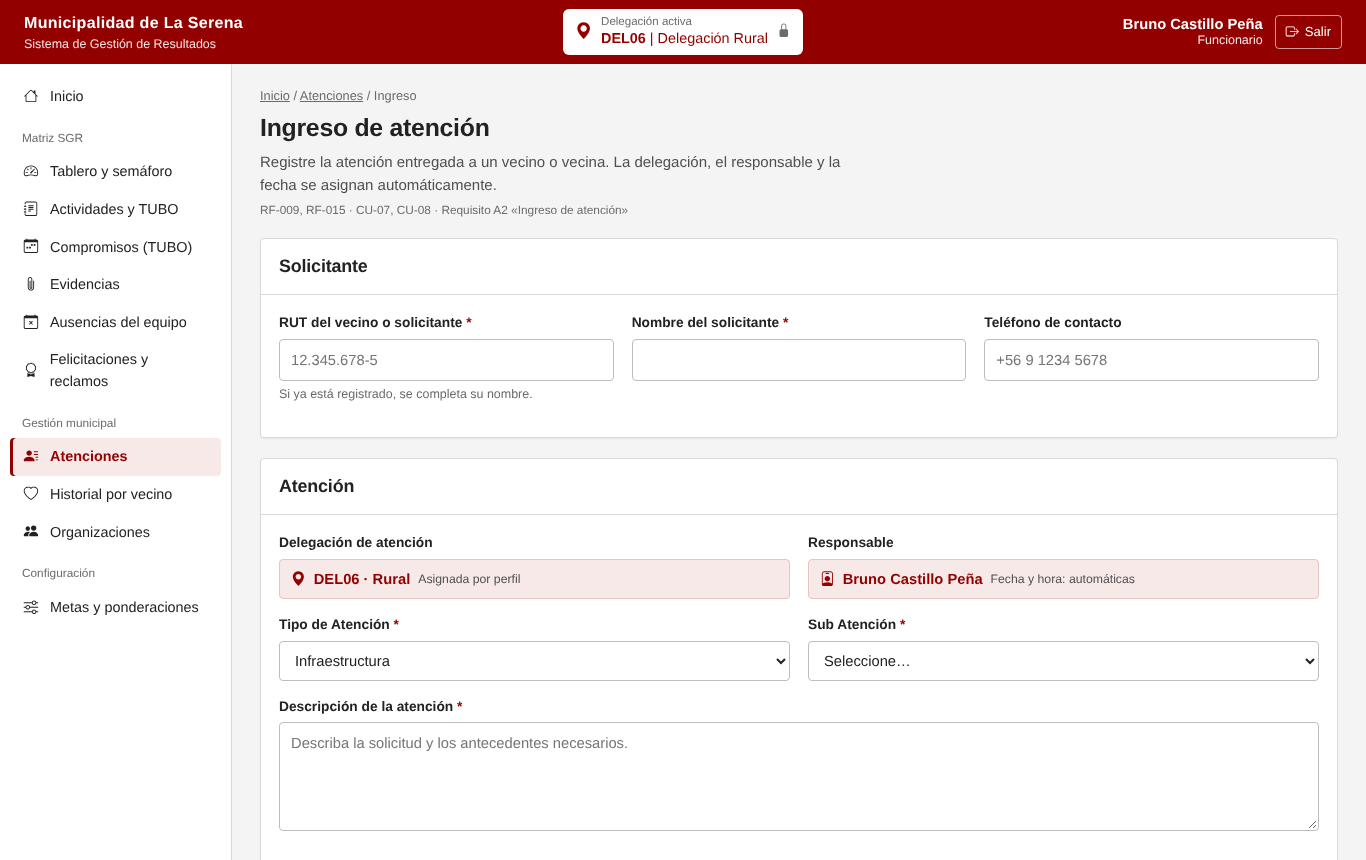 Municipalidad de La Serena
Sistema de Gestión de Resultados
Delegación activa
DEL06 | Delegación Rural
Bruno Castillo Peña
Funcionario
Salir
Inicio
Matriz SGR
Tablero y semáforo
Actividades y TUBO
Compromisos (TUBO)
Evidencias
Ausencias del equipo
Felicitaciones y
reclamos
Gestión municipal
Atenciones
Historial por vecino
Organizaciones
Configuración
Metas y ponderaciones
Inicio / Atenciones / Ingreso
Ingreso de atención
Registre la atención entregada a un vecino o vecina. La delegación, el responsable y la
fecha se asignan automáticamente.
RF-009, RF-015 · CU-07, CU-08 · Requisito A2 «Ingreso de atención»
Solicitante
RUT del vecino o solicitante *
Nombre del solicitante *
Teléfono de contacto
12.345.678-5
+56 9 1234 5678
Si ya está registrado, se completa su nombre.
Atención
Delegación de atención
Responsable
DEL06 · Rural Asignada por perfil
Bruno Castillo Peña Fecha y hora: automáticas
Tipo de Atención *
Sub Atención *
Infraestructura
Seleccione…
Descripción de la atención *
Describa la solicitud y los antecedentes necesarios.